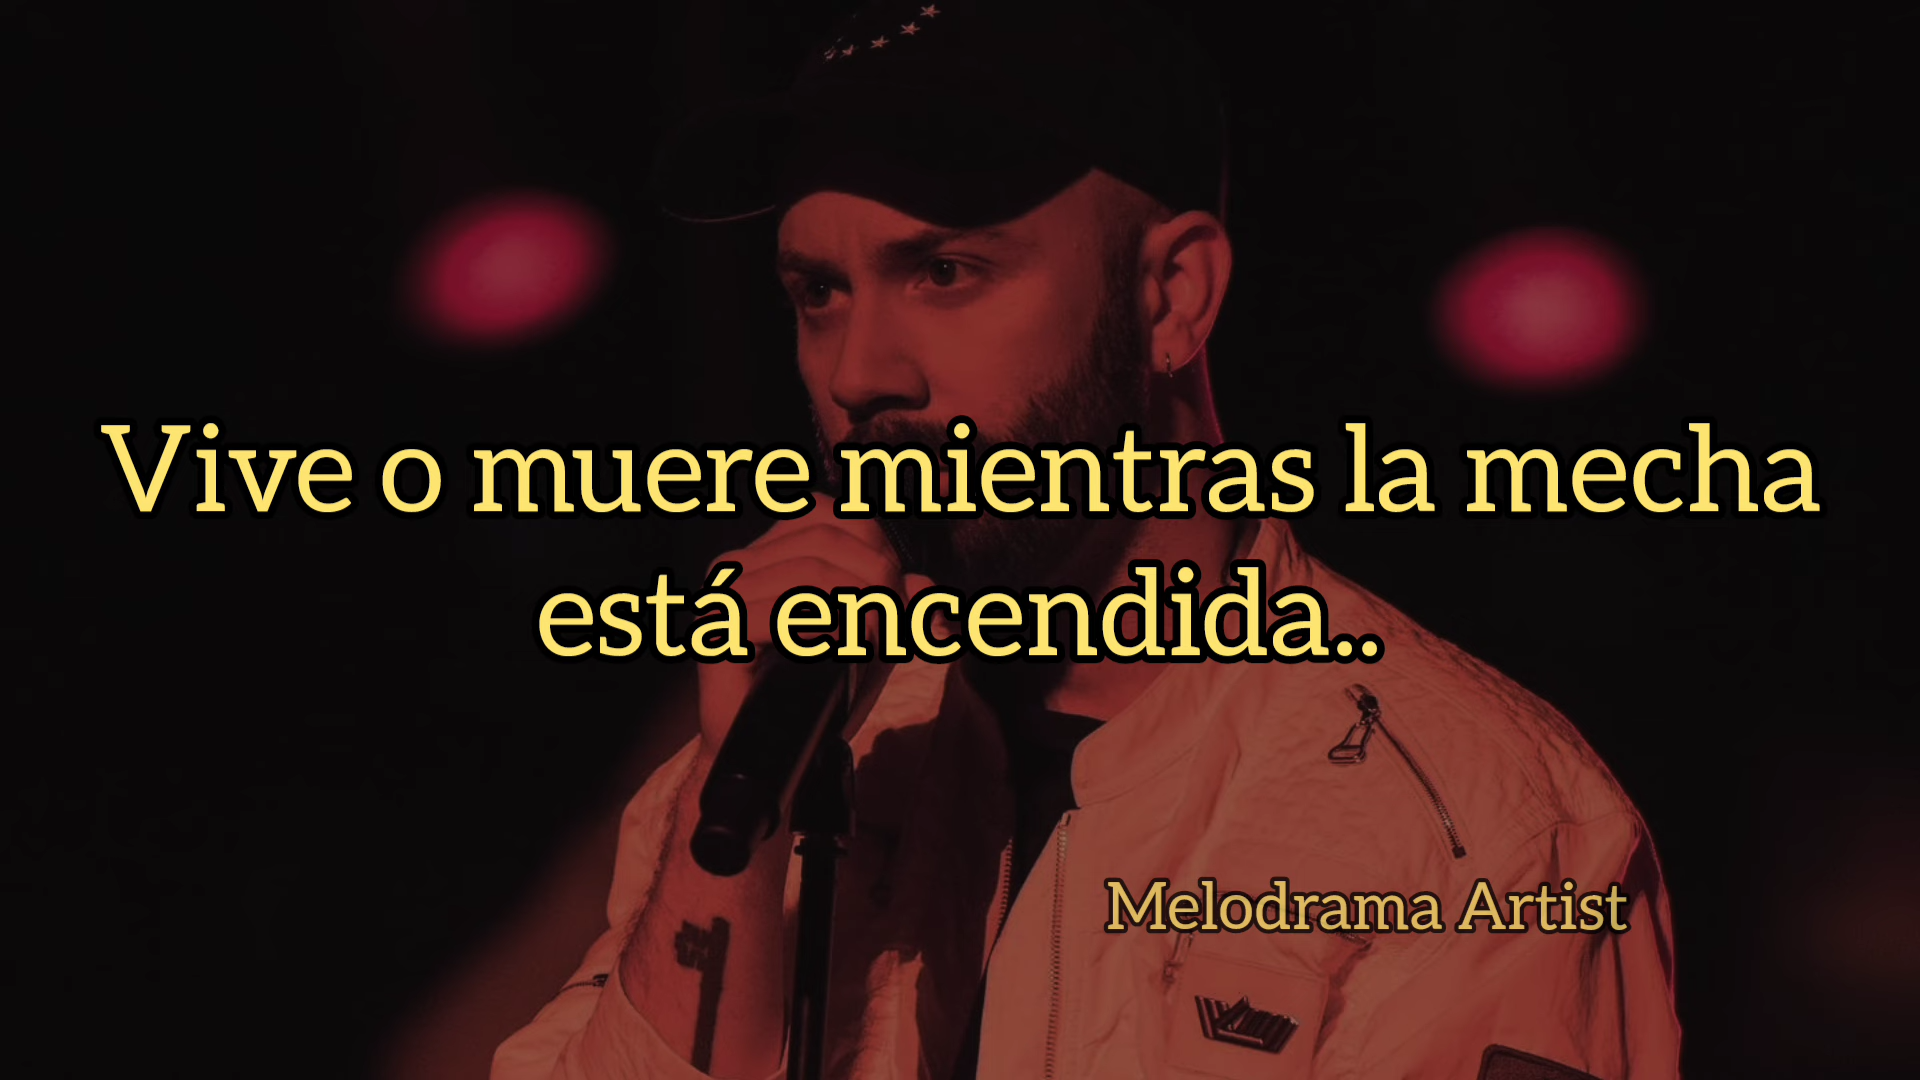 Vive o muere mientras la mecha
está encendida..
Melodrama Artist